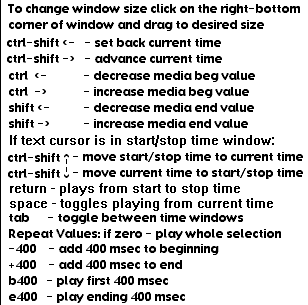 To change window size click on the right-bottom
corner of window and drag to desired size
ctrl-shift <- - set back current time
ctrl-shift -> - advance current time
ctrl <- - decrease media beg value
ctrl -> - increase media beg value
shift <- - decrease media end value
shift -> - increase media end value
If text cursor is in start/stop time window:
ctrl-shift ↑ - move start/stop time to current time
ctrl-shift ↓ - move current time to start/stop time
return - plays from start to stop time
space - toggles playing from current time
tab - toggle between time windows
Repeat Values: if zero - play whole selection
-400 - add 400 msec to beginning
+400 - add 400 msec to end
b400 - play first 400 msec
e400 - play ending 400 msec